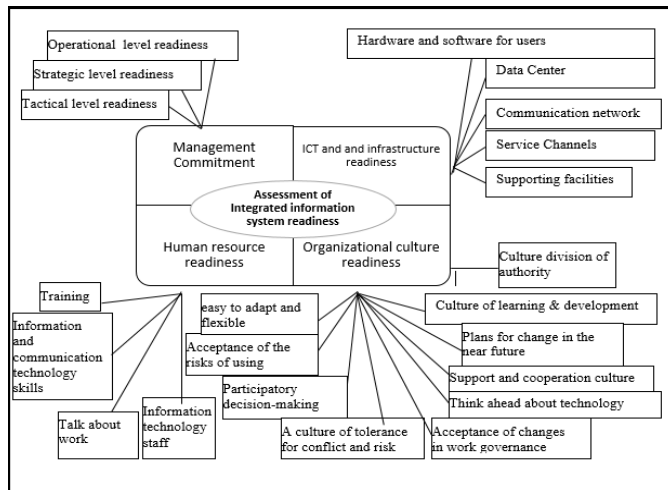 Operational level readiness
Strategic level readiness
Tactical level readiness
Hardware and software for users
Data Center
Communication network
Service Channels
Supporting facilities
Management
Commitment
ICT and and infrastructure
readiness
Assessment of
Integrated information
system readiness
Human resource
readiness
Organizational culture
readiness
Culture division of
authority
Training
Information
and
communication
technology
skills
Talk about
work
Information
technology
staff
easy to adapt and
flexible
Acceptance of the
risks of using
Participatory
decision-making
A culture of tolerance
for conflict and risk
Culture of learning & development
Plans for change in the
near future
Support and cooperation culture
Think ahead about technology
Acceptance of changes
in work governance